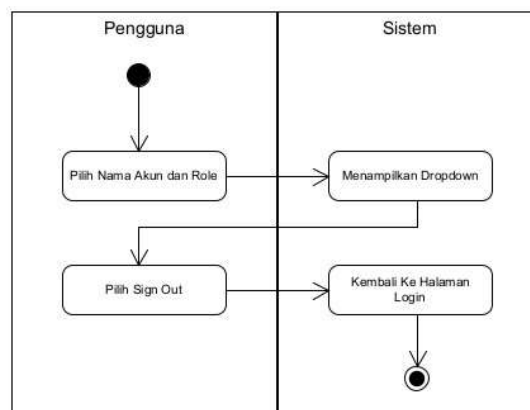 Pengguna
Sistem
Pilih Nama Akun dan Role
Menampilkan Dropdown
Pilih Sign Out
Kembali Ke Halaman
Login